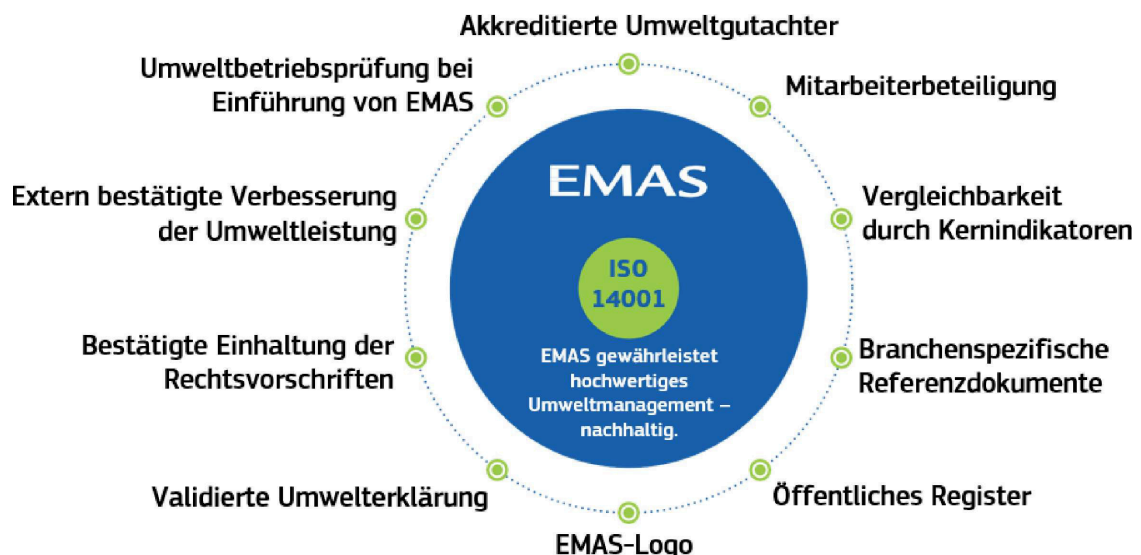 Akkreditierte Umweltgutachter
Umweltbetriebsprüfung bei
Einführung von EMAS
Mitarbeiterbeteiligung
Extern bestätigte Verbesserung
der Umweltleistung
Vergleichbarkeit
durch Kernindikatoren
EMAS
ISO
14001
EMAS gewährleistet
hochwertiges
Umweltmanagement –
nachhaltig.
Bestätigte Einhaltung der
Rechtsvorschriften
Branchenspezifische
Referenzdokumente
Validierte Umwelterklärung
Öffentliches Register
EMAS-Logo